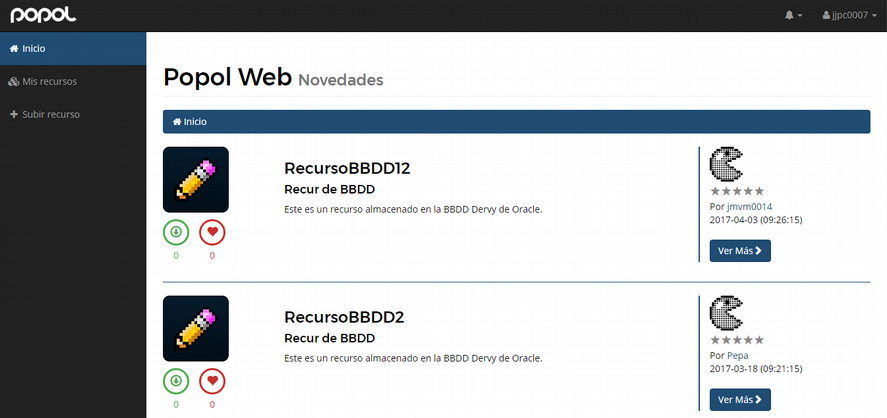 popol
jjpc0007
Inicio
Mis recursos
Subir recurso
Popol Web Novedades
Inicio
RecursoBBDD12
Recur de BBDD
Este es un recurso almacenado en la BBDD Dervy de Oracle.
0 0
Por jmvm0014
2017-04-03 (09:26:15)
Ver Más
RecursoBBDD2
Recur de BBDD
Este es un recurso almacenado en la BBDD Dervy de Oracle.
0 0
Por Pepa
2017-03-18 (09:21:15)
Ver Más